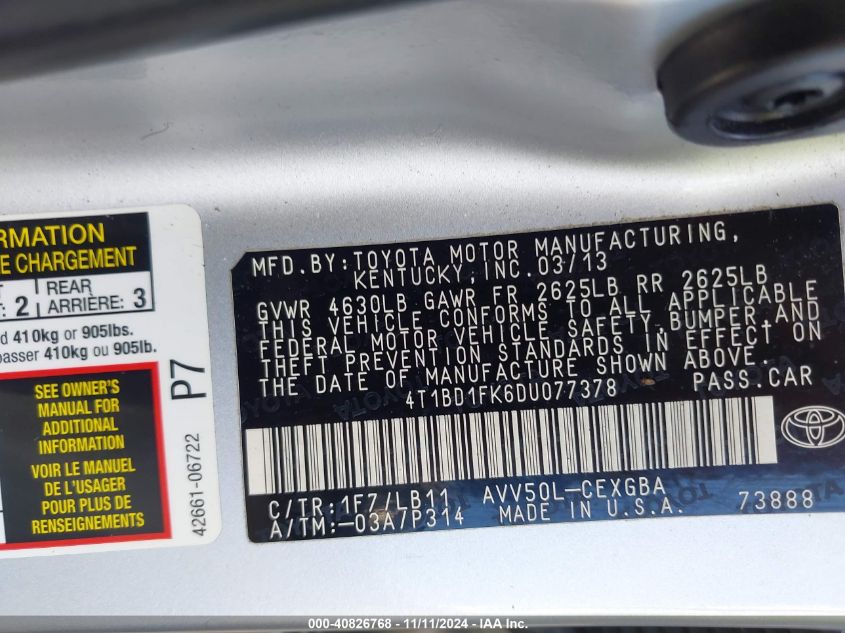 RMATION
E CHARGEMENT
2
REAR
ARRIÈRE: 3
410kg or 905lbs.
passer 410kg ou 905lb.
SEE OWNER'S
MANUAL FOR
ADDITIONAL
INFORMATION
VOIR LE MANUEL
DE L'USAGER
POUR PLUS DE
RENSEIGNEMENTS
P7
42661-06722
MFD.BY:TOYOTA MOTOR MANUFACTURING,
KENTUCKY,INC.03/13
GVWR 4630LB GAWR FR 2625LB RR 2625LB
THIS VEHICLE CONFORMS TO ALL APPLICABLE
FEDERAL MOTOR VEHICLE SAFETY,BUMPER,AND
THEFT PREVENTION STANDARDS IN EFFECT ON
THE DATE OF MANUFACTURE SHOWN ABOVE.
4T1BD1FK6DU077378 PASS.CAR
C/TR:1F7/LB11 AVV50L-CEXGBA
A/TM:-03A7P314 MADE IN U.S.A. 73888
000-40826768 - 11/11/2024 - IAA Inc.